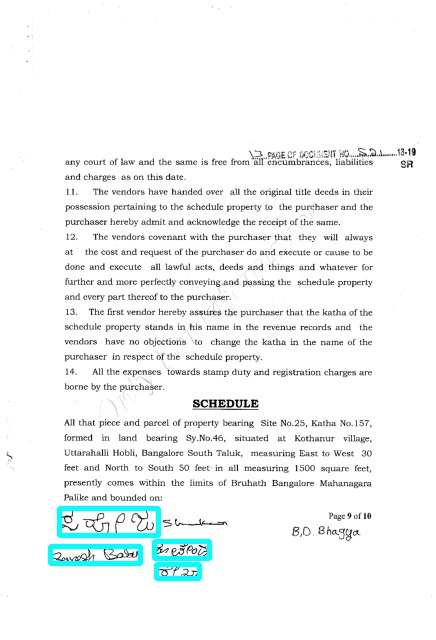 13 PAGE OF DOCUMENT NO. 521 18-19
SR
any court of law and the same is free from all encumbrances, liabilities
and charges as on this date.
11. The vendors have handed over all the original title deeds in their
possession pertaining to the schedule property to the purchaser and the
purchaser hereby admit and acknowledge the receipt of the same.
12. The vendors covenant with the purchaser that they will always
at the cost and request of the purchaser do and execute or cause to be
done and execute all lawful acts, deeds and things and whatever for
further and more perfectly conveying and passing the schedule property
and every part thereof to the purchaser.
13. The first vendor hereby assures the purchaser that the katha of the
schedule property stands in his name in the revenue records and the
vendors have no objections to change the katha in the name of the
purchaser in respect of the schedule property.
14. All the expenses towards stamp duty and registration charges are
borne by the purchaser.
SCHEDULE
All that piece and parcel of property bearing Site No.25, Katha No.157,
formed in land bearing Sy.No.46, situated at Kothanur village,
Uttarahalli Hobli, Bangalore South Taluk, measuring East to West 30
feet and North to South 50 feet in all measuring 1500 square feet,
presently comes within the limits of Bruhath Bangalore Mahanagara
Palike and bounded on:
Page 9 of 10
B.D. Bhagya
Babu